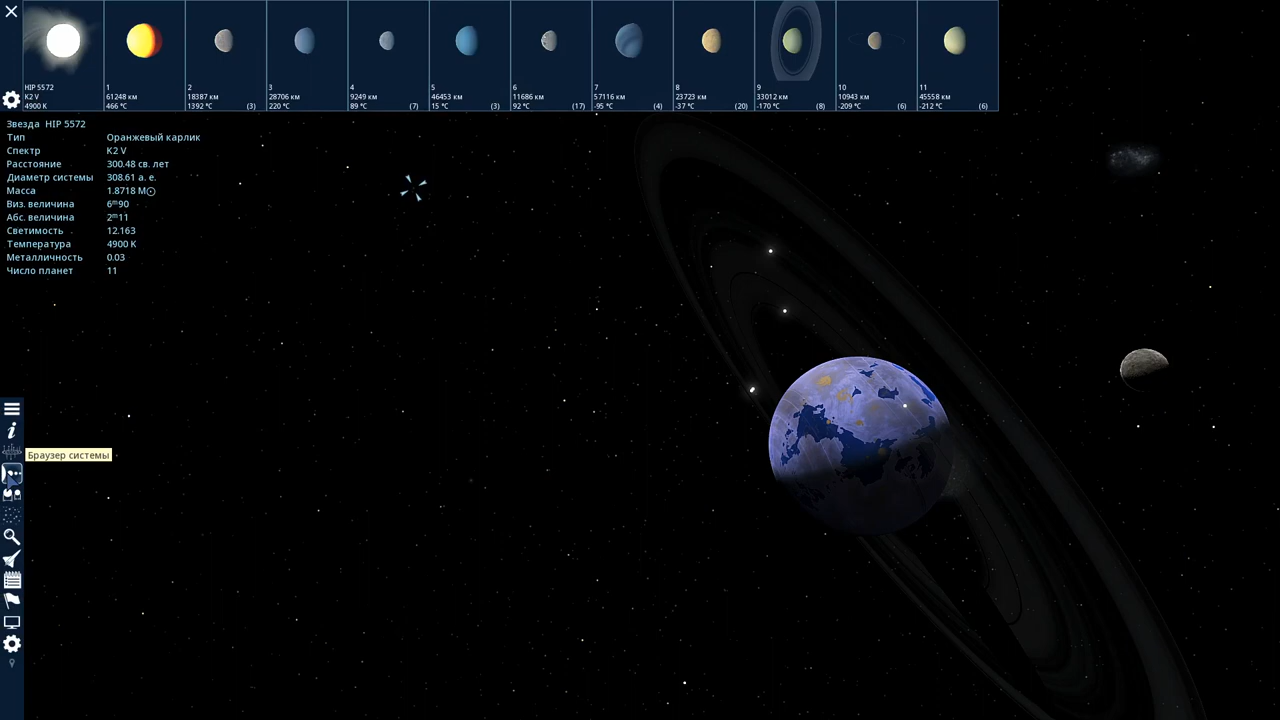 HIP 5572
K2 V
4900 K
1
61248 км
466 °C
2
18387 км
1392 °C (3)
3
28706 км
220 °C
4
9249 км
89 °C (7)
5
46453 км
15 °C (3)
6
11686 км
92 °C (17)
7
57116 км
-95 °C (4)
8
23723 км
-37 °C (20)
9
33012 км
-170 °C (8)
10
10943 км
-209 °C (6)
11
45558 км
-212 °C (6)
Звезда HIP 5572
Тип Оранжевый карлик
Спектр K2 V
Расстояние 300.48 св. лет
Диаметр системы 308.61 а. е.
Масса 1.8718 M☉
Виз. величина 6ᵐ90
Абс. величина 2ᵐ11
Светимость 12.163
Температура 4900 K
Металличность 0.03
Число планет 11
Браузер системы